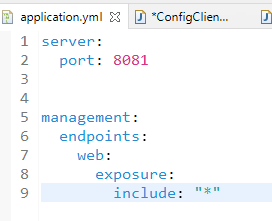 application.yml
*ConfigClien...
1 server:
2   port: 8081
3
4
5 management:
6   endpoints:
7     web:
8       exposure:
9         include: "*"